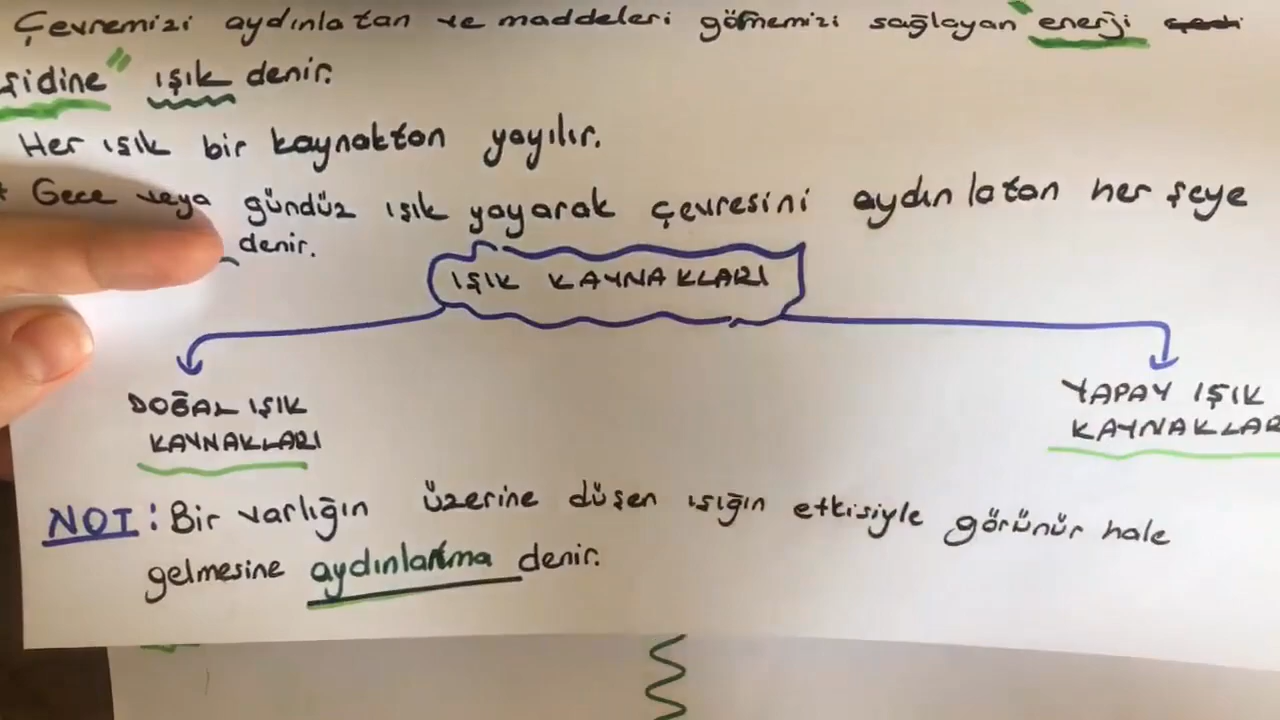 Çevremizi aydınlatan ve maddeleri görmemizi sağlayan "enerji
şidine" ışık denir.
Her ışık bir kaynaktan yayılır.
* Gece veya gündüz ışık yayarak çevresini aydınlatan her şeye
denir.
IŞIK KAYNAKLARI
DOĞAL IŞIK
KAYNAKLARI
YAPAY IŞIK
KAYNAKLAR
NOT: Bir varlığın üzerine düşen ışığın etkisiyle görünür hale
gelmesine aydınlanma denir.